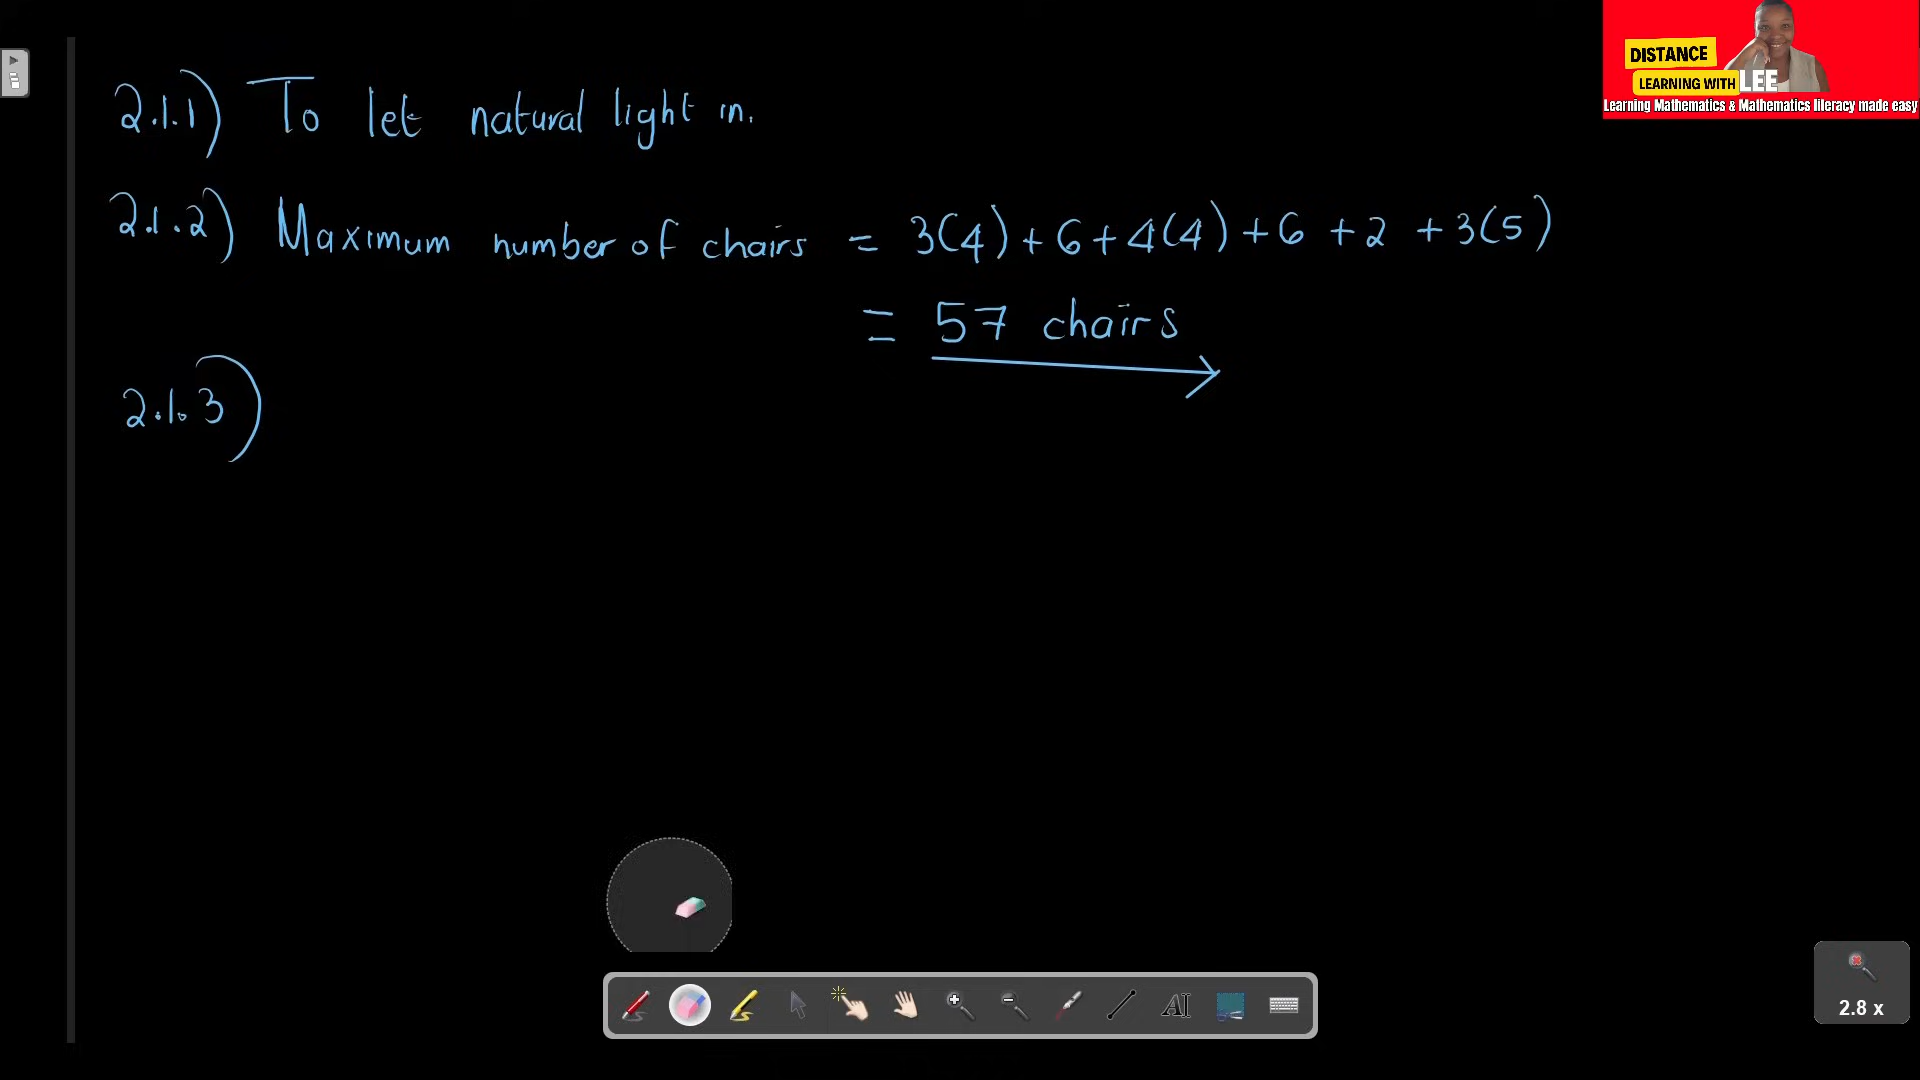 DISTANCE
LEARNING WITH LEE
Learning Mathematics & Mathematics literacy made easy
2.1.1) To let natural light in.
2.1.2) Maximum number of chairs = 3(4) + 6 + 4(4) + 6 + 2 + 3(5)
= 57 chairs
2.1.3)
AI
2.8 x